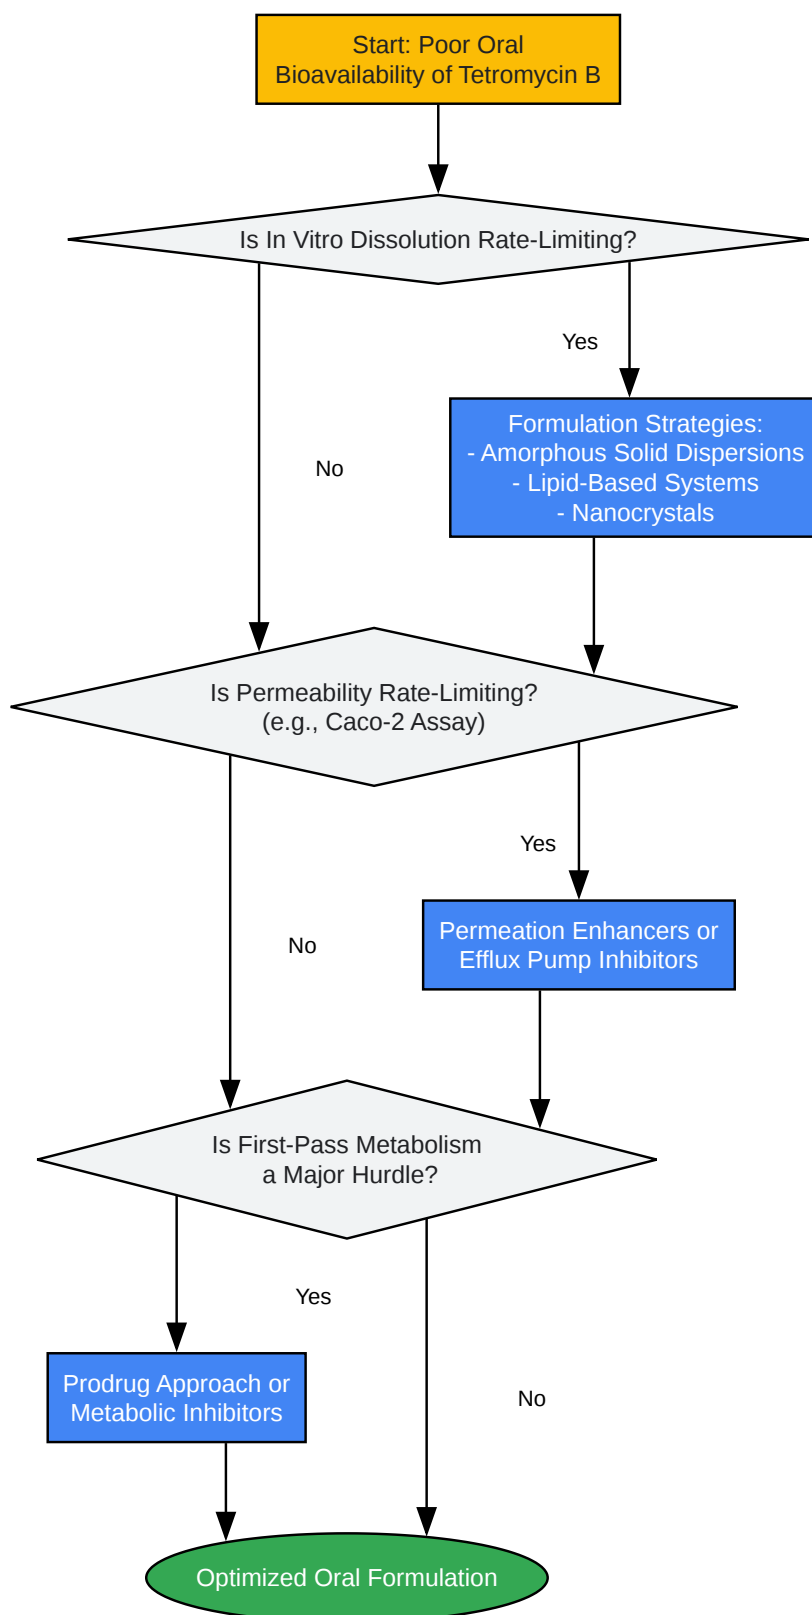 Start: Poor Oral
Bioavailability of Tetromycin B
Is In Vitro Dissolution Rate-Limiting?
Yes
Formulation Strategies:
- Amorphous Solid Dispersions
- Lipid-Based Systems
- Nanocrystals
No
Is Permeability Rate-Limiting?
(e.g., Caco-2 Assay)
Yes
Permeation Enhancers or
Efflux Pump Inhibitors
No
Is First-Pass Metabolism
a Major Hurdle?
Yes
Prodrug Approach or
Metabolic Inhibitors
No
Optimized Oral Formulation